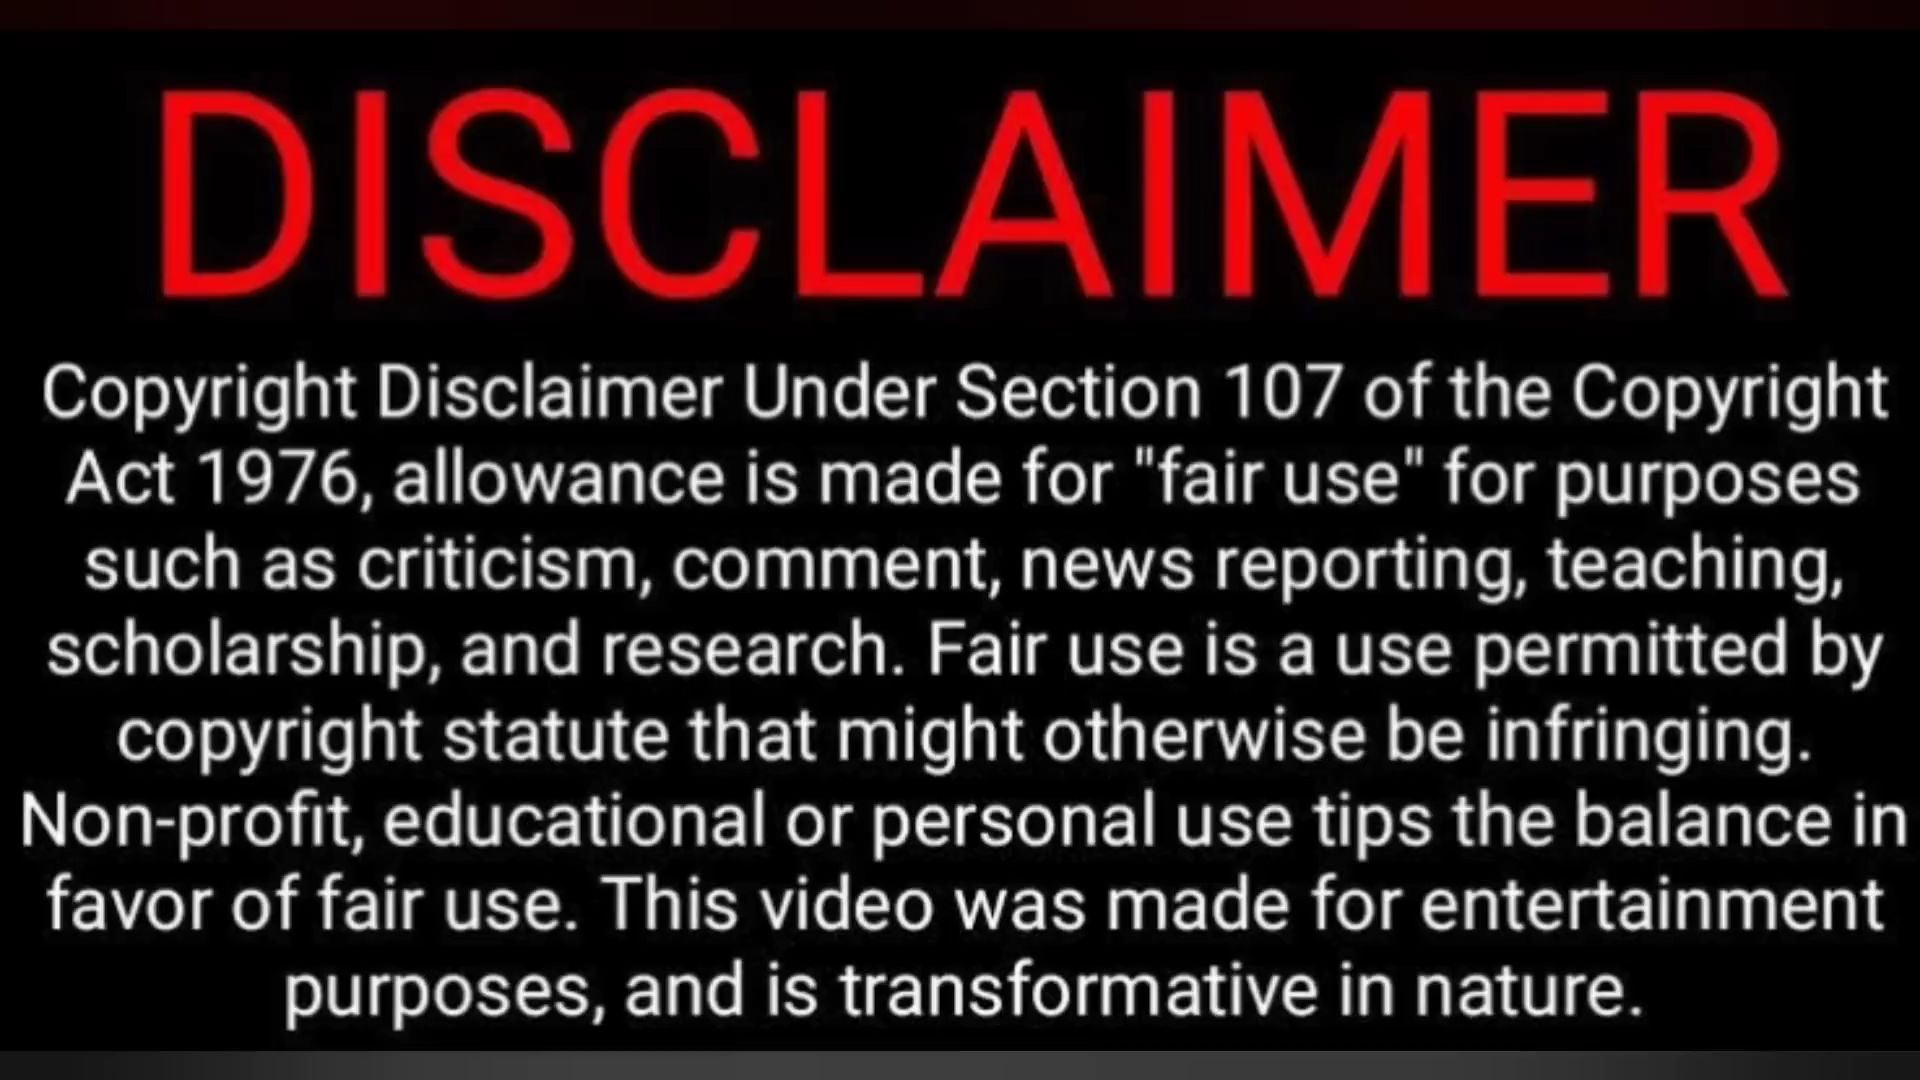 DISCLAIMER
Copyright Disclaimer Under Section 107 of the Copyright
Act 1976, allowance is made for "fair use" for purposes
such as criticism, comment, news reporting, teaching,
scholarship, and research. Fair use is a use permitted by
copyright statute that might otherwise be infringing.
Non-profit, educational or personal use tips the balance in
favor of fair use. This video was made for entertainment
purposes, and is transformative in nature.